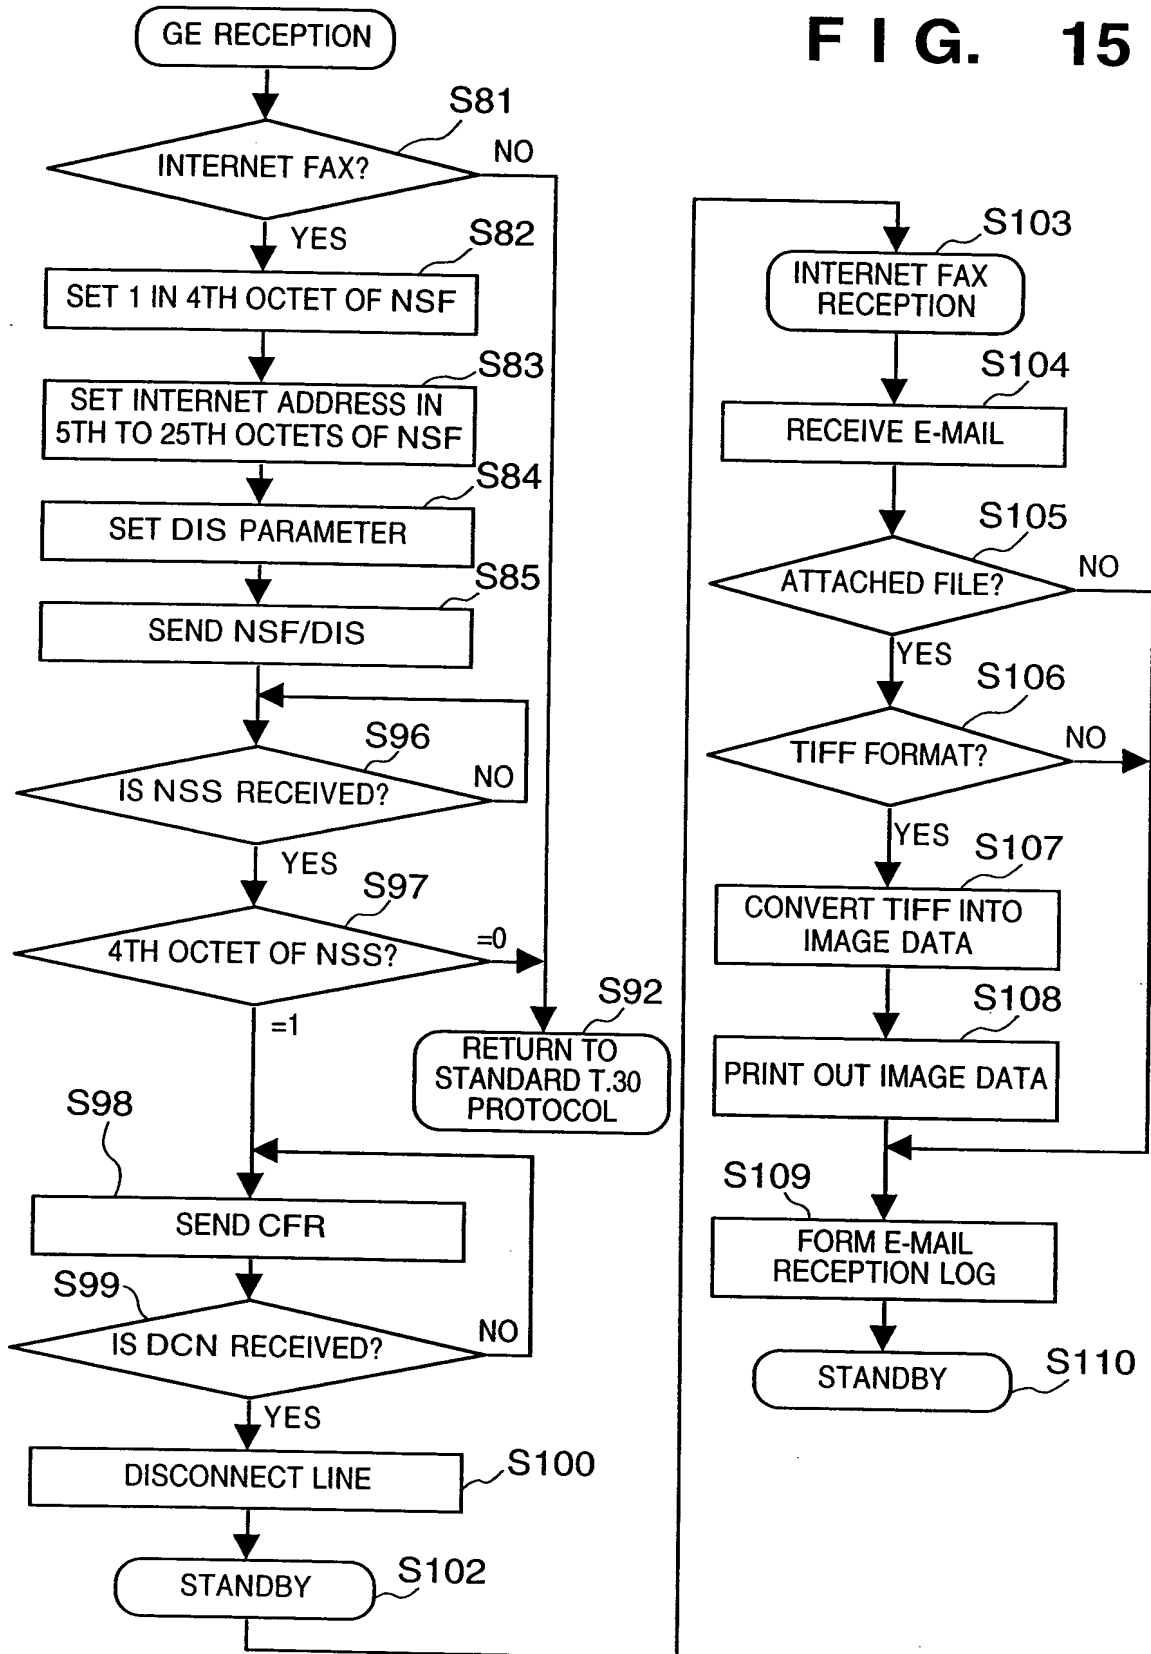 FIG. 15
GE RECEPTION
S81
INTERNET FAX?
NO
YES
S82
SET 1 IN 4TH OCTET OF NSF
S83
SET INTERNET ADDRESS IN
5TH TO 25TH OCTETS OF NSF
S84
SET DIS PARAMETER
S85
SEND NSF/DIS
S96
IS NSS RECEIVED?
NO
YES
S97
4TH OCTET OF NSS?
=0
=1
S92
RETURN TO
STANDARD T.30
PROTOCOL
S98
SEND CFR
S99
IS DCN RECEIVED?
NO
YES
S100
DISCONNECT LINE
S102
STANDBY
S103
INTERNET FAX
RECEPTION
S104
RECEIVE E-MAIL
S105
ATTACHED FILE?
NO
YES
S106
TIFF FORMAT?
NO
YES
S107
CONVERT TIFF INTO
IMAGE DATA
S108
PRINT OUT IMAGE DATA
S109
FORM E-MAIL
RECEPTION LOG
S110
STANDBY